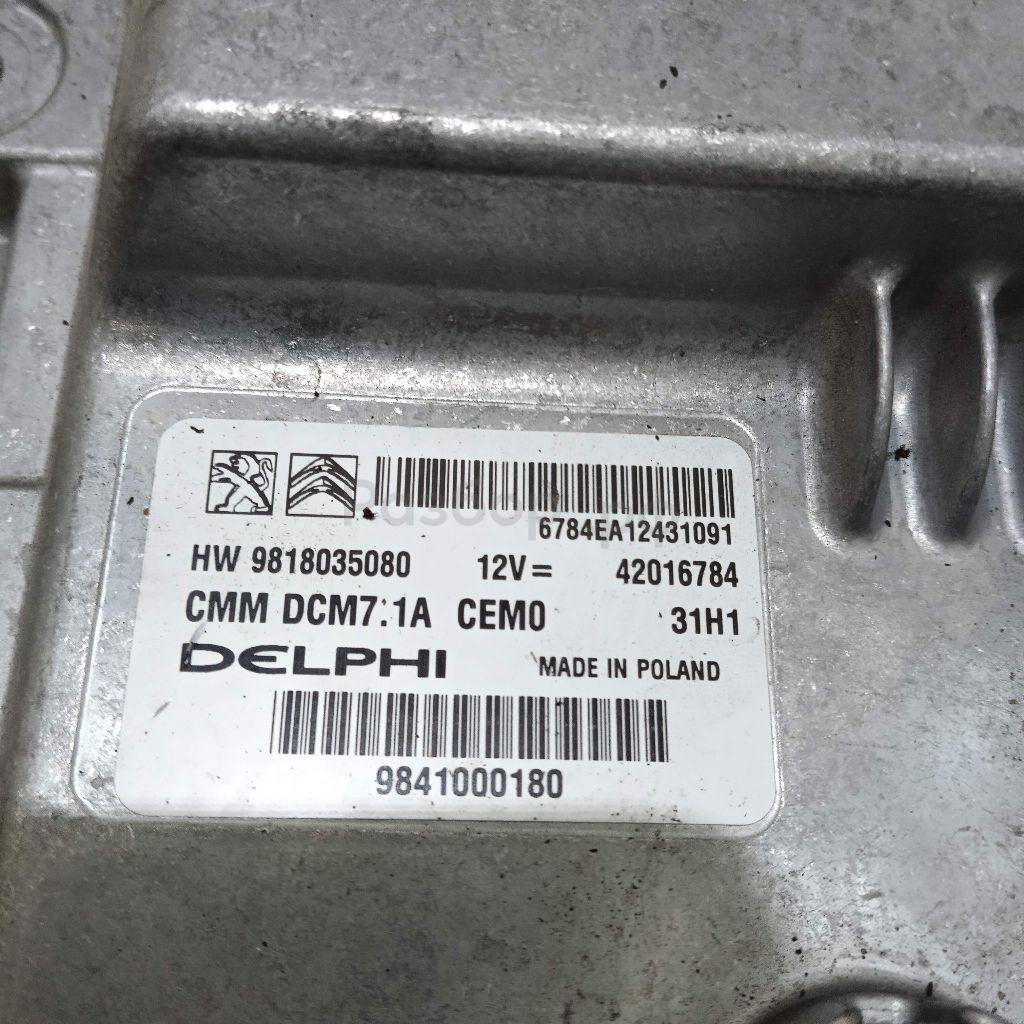 6784EA12431091
HW 9818035080 12V= 42016784
CMM DCM7.1A CEM0 31H1
DELPHI MADE IN POLAND
9841000180